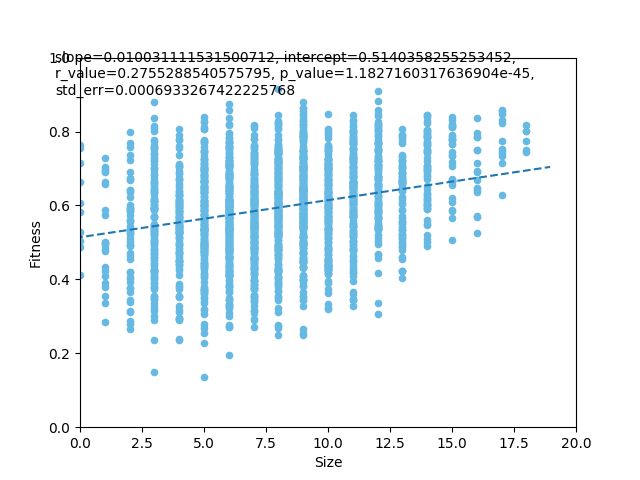 slope=0.010031111531500712, intercept=0.5140358255253452,
r_value=0.2755288540575795, p_value=1.1827160317636904e-45,
std_err=0.0006933267422225768
1.0
0.8
0.6
0.4
0.2
0.0
Fitness
0.0 2.5 5.0 7.5 10.0 12.5 15.0 17.5 20.0
Size